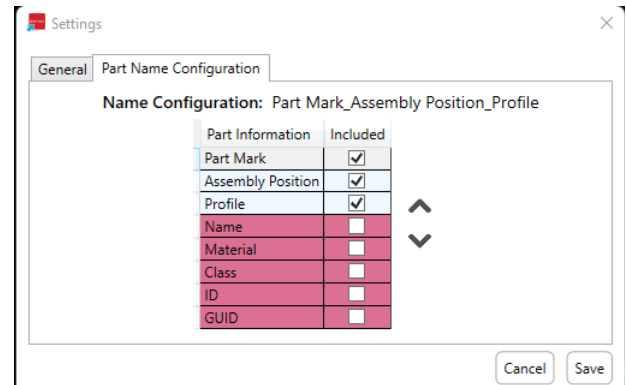 Settings
General Part Name Configuration
Name Configuration: Part Mark_Assembly Position_Profile
Part Information Included
Part Mark
Assembly Position
Profile
Name
Material
Class
ID
GUID
Cancel Save